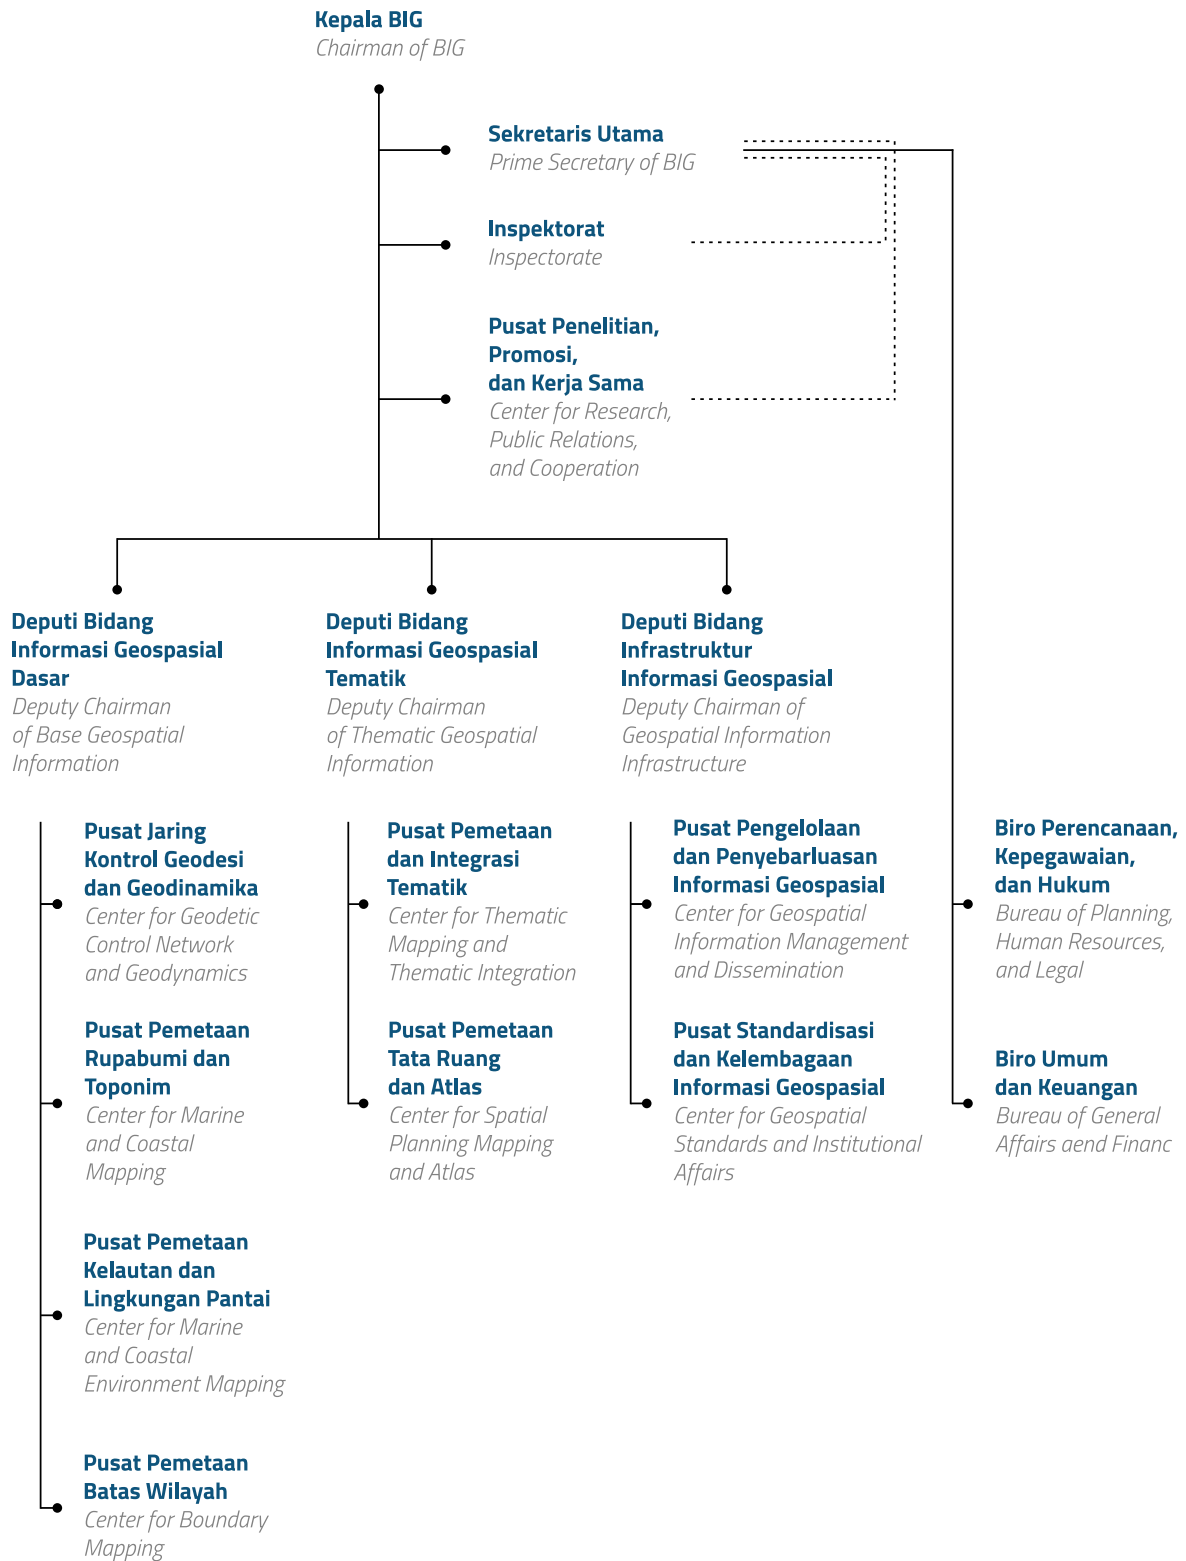 Kepala BIG
Chairman of BIG
Sekretaris Utama
Prime Secretary of BIG
Inspektorat
Inspectorate
Pusat Penelitian,
Promosi,
dan Kerja Sama
Center for Research,
Public Relations,
and Cooperation
Deputi Bidang
Informasi Geospasial
Dasar
Deputy Chairman
of Base Geospatial
Information
Deputi Bidang
Informasi Geospasial
Tematik
Deputy Chairman
of Thematic Geospatial
Information
Deputi Bidang
Infrastruktur
Informasi Geospasial
Deputy Chairman of
Geospatial Information
Infrastructure
Pusat Jaring
Kontrol Geodesi
dan Geodinamika
Center for Geodetic
Control Network
and Geodynamics
Pusat Pemetaan
Rupabumi dan
Toponim
Center for Marine
and Coastal
Mapping
Pusat Pemetaan
Kelautan dan
Lingkungan Pantai
Center for Marine
and Coastal
Environment Mapping
Pusat Pemetaan
Batas Wilayah
Center for Boundary
Mapping
Pusat Pemetaan
dan Integrasi
Tematik
Center for Thematic
Mapping and
Thematic Integration
Pusat Pemetaan
Tata Ruang
dan Atlas
Center for Spatial
Planning Mapping
and Atlas
Pusat Pengelolaan
dan Penyebarluasan
Informasi Geospasial
Center for Geospatial
Information Management
and Dissemination
Pusat Standardisasi
dan Kelembagaan
Informasi Geospasial
Center for Geospatial
Standards and Institutional
Affairs
Biro Perencanaan,
Kepegawaian,
dan Hukum
Bureau of Planning,
Human Resources,
and Legal
Biro Umum
dan Keuangan
Bureau of General
Affairs aend Financ